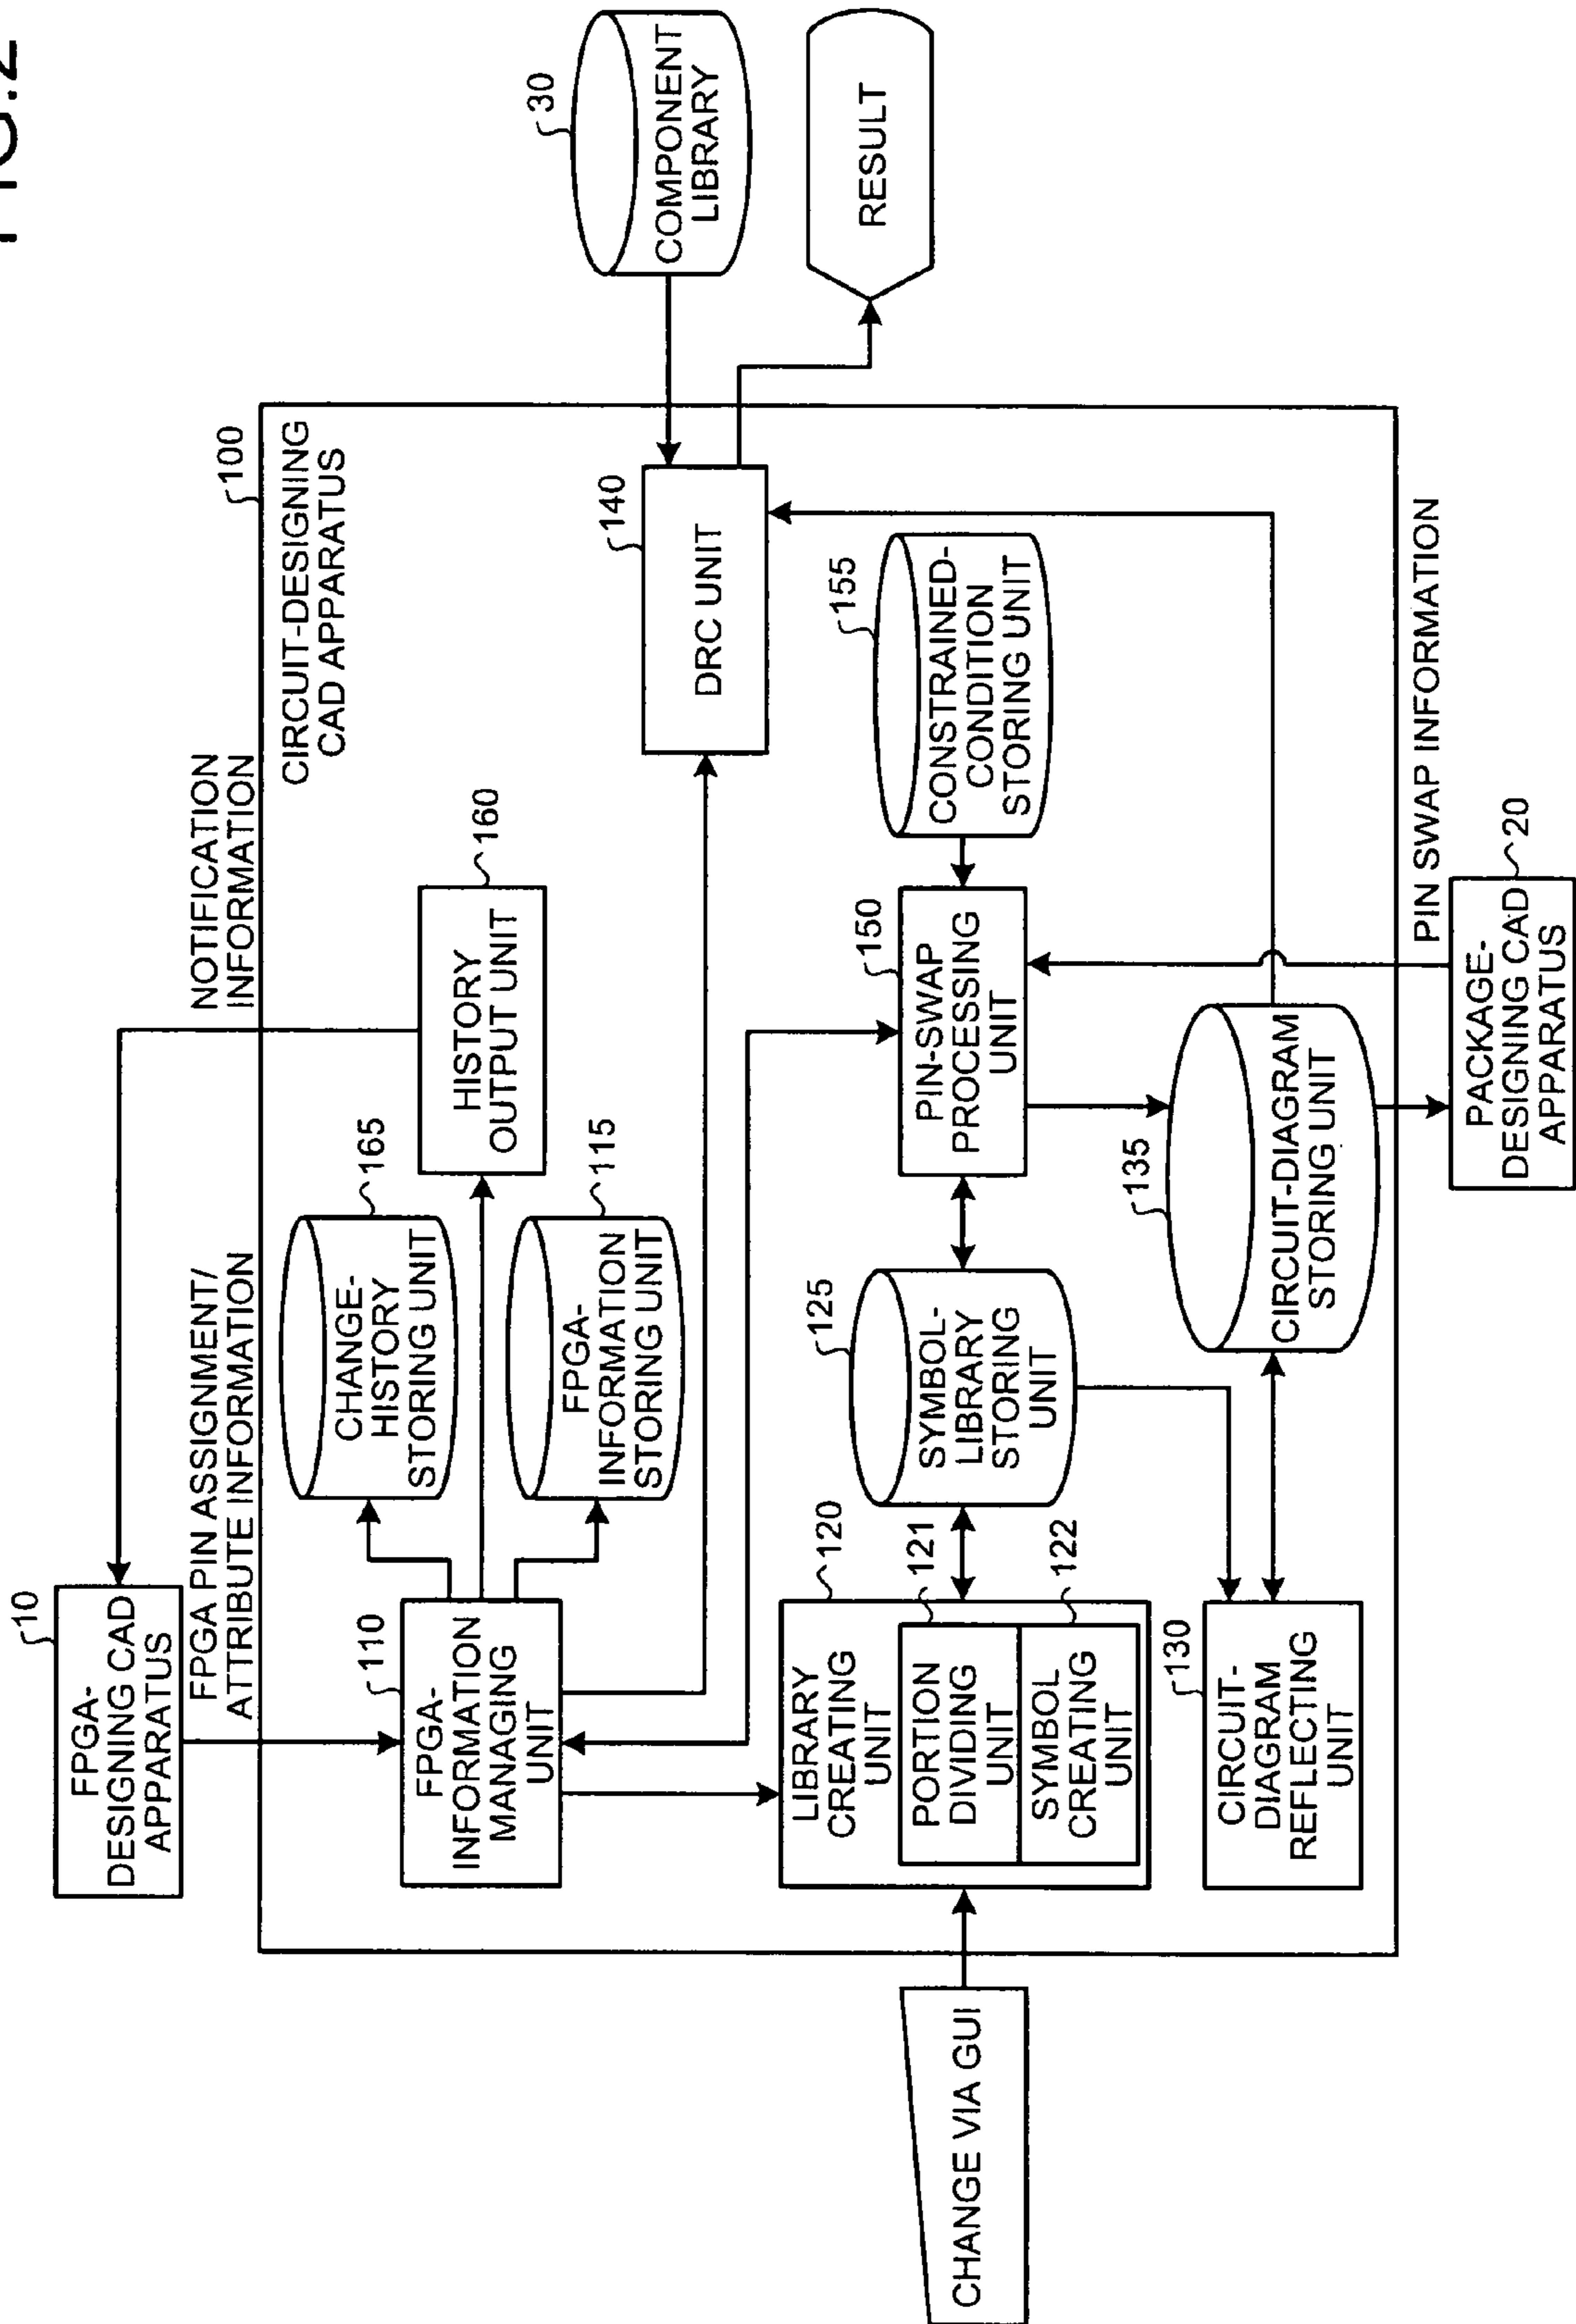 FIG.2
10
FPGA-
DESIGNING CAD
APPARATUS
FPGA PIN ASSIGNMENT/
ATTRIBUTE INFORMATION
NOTIFICATION
INFORMATION
100
CIRCUIT-DESIGNING
CAD APPARATUS
110
FPGA-
INFORMATION
MANAGING
UNIT
165
CHANGE-
HISTORY
STORING UNIT
115
FPGA-
INFORMATION
STORING UNIT
160
HISTORY
OUTPUT UNIT
140
DRC UNIT
30
COMPONENT
LIBRARY
RESULT
CHANGE VIA GUI
120
LIBRARY
CREATING
UNIT
121
PORTION
DIVIDING
UNIT
122
SYMBOL
CREATING
UNIT
125
SYMBOL-
LIBRARY
STORING
UNIT
150
PIN-SWAP
PROCESSING
UNIT
155
CONSTRAINED-
CONDITION
STORING UNIT
130
CIRCUIT-
DIAGRAM
REFLECTING
UNIT
135
CIRCUIT-DIAGRAM
STORING UNIT
PIN SWAP INFORMATION
20
PACKAGE-
DESIGNING CAD
APPARATUS